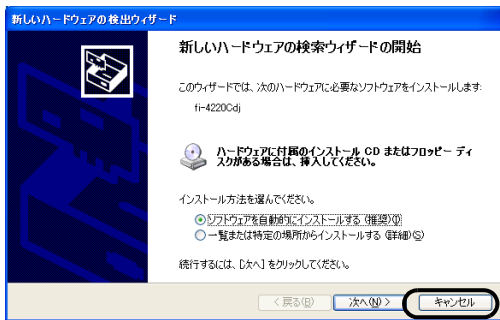 新しいハードウェアの検出ウィザード
新しいハードウェアの検索ウィザードの開始
このウィザードでは、次のハードウェアに必要なソフトウェアをインストールします:
fi-4220Cdj
ハードウェアに付属のインストール CD またはフロッピー ディ
スクがある場合は、挿入してください。
インストール方法を選んでください。
ソフトウェアを自動的にインストールする (推奨)(I)
一覧または特定の場所からインストールする (詳細)(S)
続行するには、[次へ] をクリックしてください。
< 戻る(B)
次へ(N) >
キャンセル